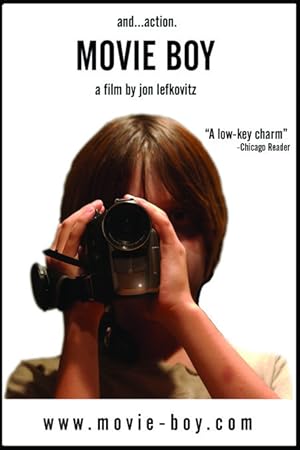 and...action.
MOVIE BOY
a film by jon lefkovitz
"A low-key charm"
-Chicago Reader
www.movie-boy.com